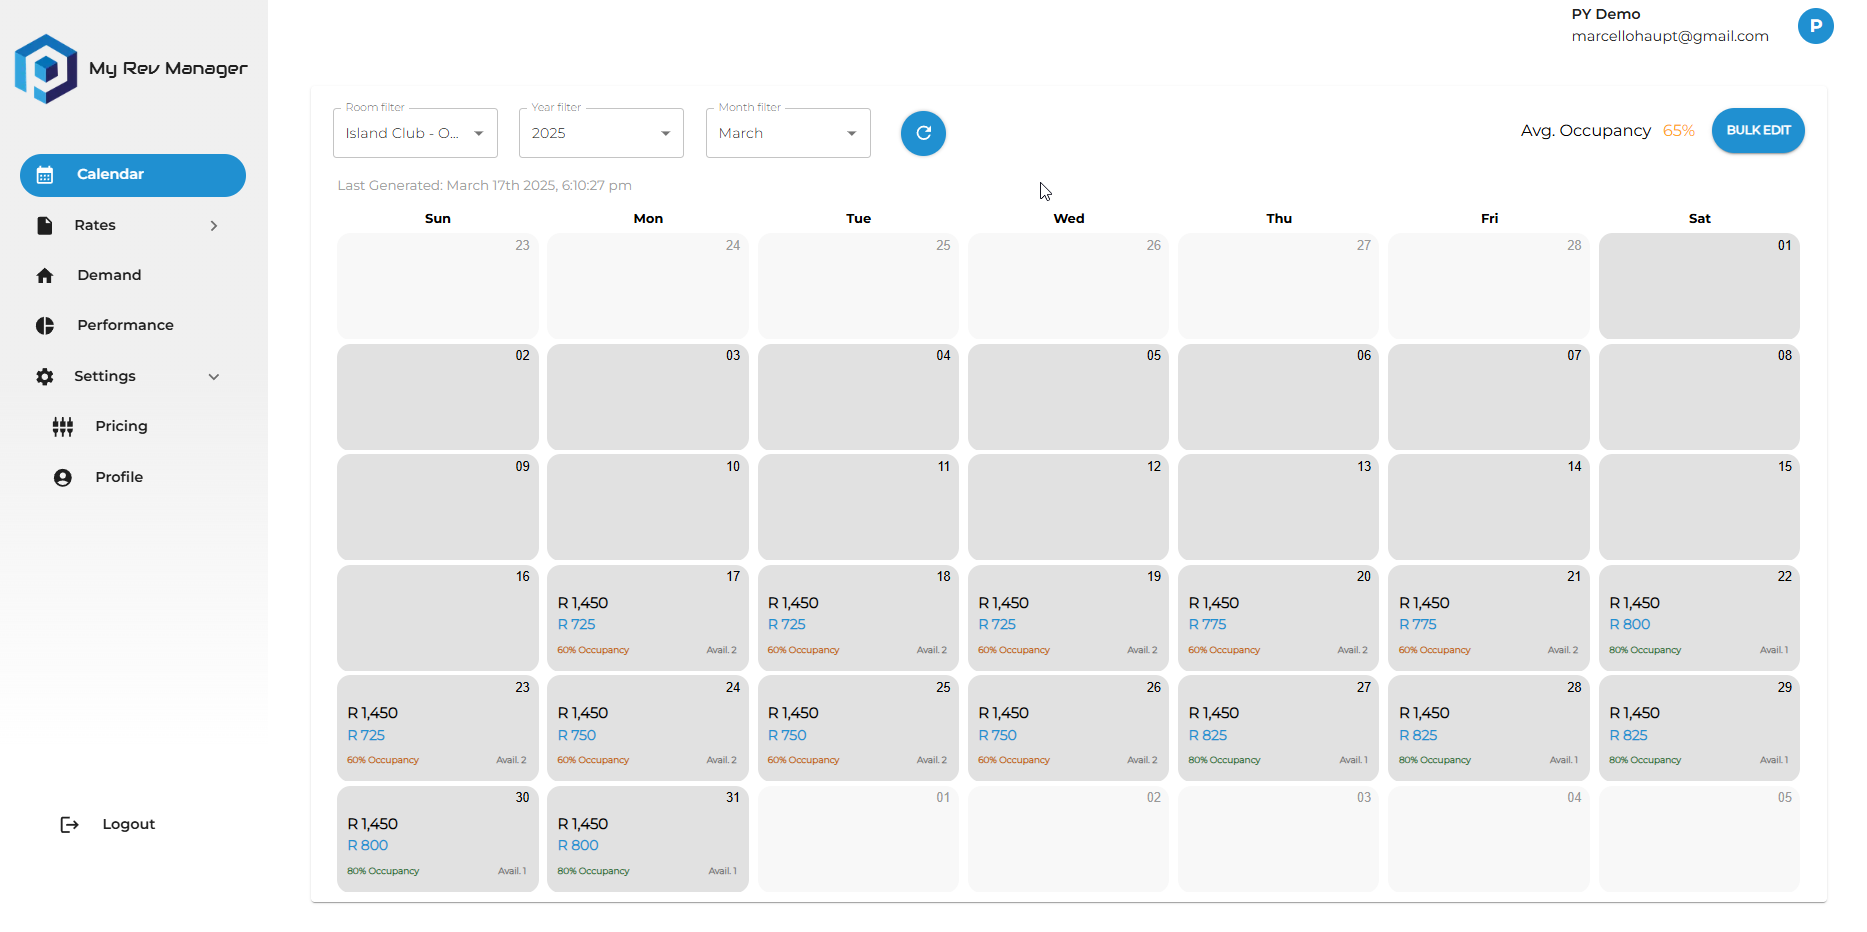 PY Demo
marcellohaupt@gmail.com
P
My Rev Manager
Calendar
Rates
Demand
Performance
Settings
Pricing
Profile
Logout
Room filter
Island Club - O...
Year filter
2025
Month filter
March
Avg. Occupancy 65%
BULK EDIT
Last Generated: March 17th 2025, 6:10:27 pm
Sun Mon Tue Wed Thu Fri Sat
23 24 25 26 27 28 01
02 03 04 05 06 07 08
09 10 11 12 13 14 15
16 17 18 19 20 21 22
R 1,450 R 1,450 R 1,450 R 1,450 R 1,450 R 1,450
R 725 R 725 R 725 R 775 R 775 R 800
60% Occupancy Avail. 2 60% Occupancy Avail. 2 60% Occupancy Avail. 2 60% Occupancy Avail. 2 60% Occupancy Avail. 2 80% Occupancy Avail. 1
23 24 25 26 27 28 29
R 1,450 R 1,450 R 1,450 R 1,450 R 1,450 R 1,450 R 1,450
R 725 R 750 R 750 R 750 R 825 R 825 R 825
60% Occupancy Avail. 2 60% Occupancy Avail. 2 60% Occupancy Avail. 2 60% Occupancy Avail. 2 80% Occupancy Avail. 1 80% Occupancy Avail. 1 80% Occupancy Avail. 1
30 31 01 02 03 04 05
R 1,450 R 1,450
R 800 R 800
80% Occupancy Avail. 1 80% Occupancy Avail. 1